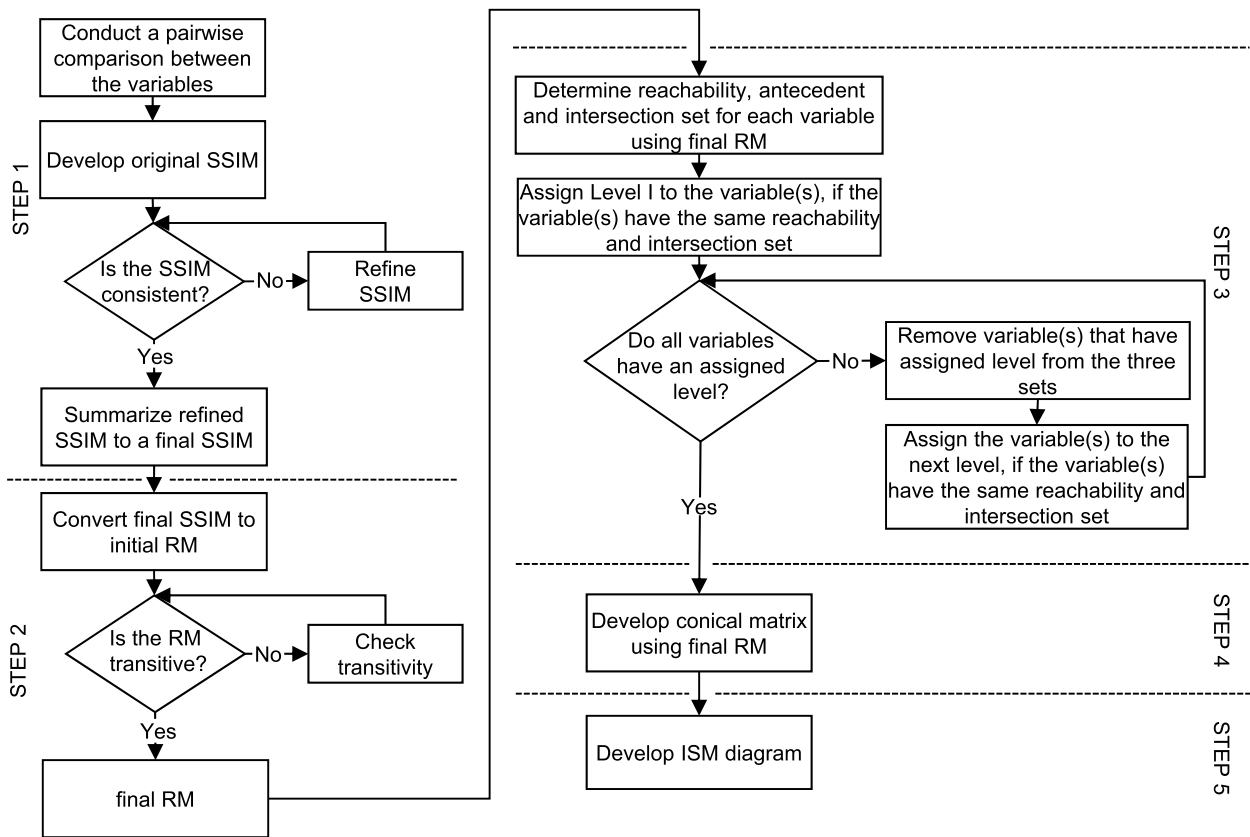 Conduct a pairwise
comparison between
the variables
Develop original SSIM
STEP 1
Is the SSIM
consistent?
No
Refine
SSIM
Yes
Summarize refined
SSIM to a final SSIM
Convert final SSIM to
initial RM
STEP 2
Is the RM
transitive?
No
Check
transitivity
Yes
final RM
Determine reachability, antecedent
and intersection set for each variable
using final RM
Assign Level I to the variable(s), if the
variable(s) have the same reachability
and intersection set
STEP 3
Do all variables
have an assigned
level?
No
Remove variable(s) that have
assigned level from the three
sets
Assign the variable(s) to the
next level, if the variable(s)
have the same reachability and
intersection set
Yes
Develop conical matrix
using final RM
STEP 4
Develop ISM diagram
STEP 5